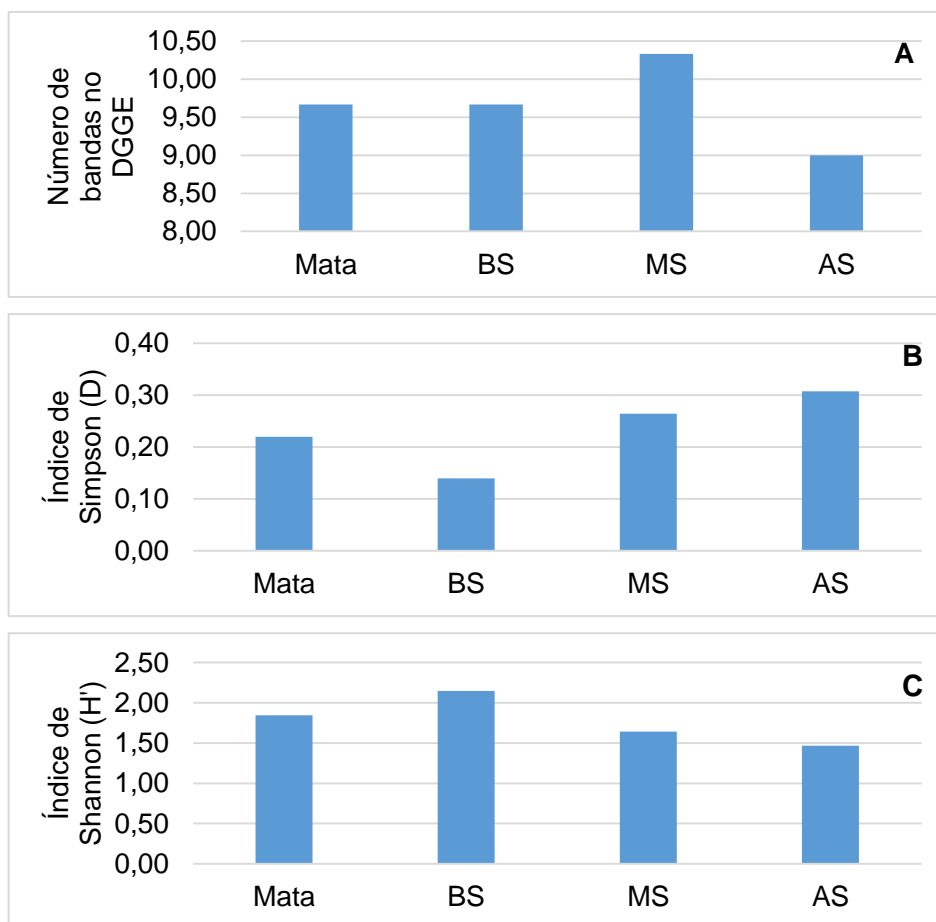 A
Número de
bandas no
DGGE
10,50
10,00
9,50
9,00
8,50
8,00
Mata BS MS AS
B
Índice de
Simpson (D)
0,40
0,30
0,20
0,10
0,00
Mata BS MS AS
C
Índice de
Shannon (H')
2,50
2,00
1,50
1,00
0,50
0,00
Mata BS MS AS